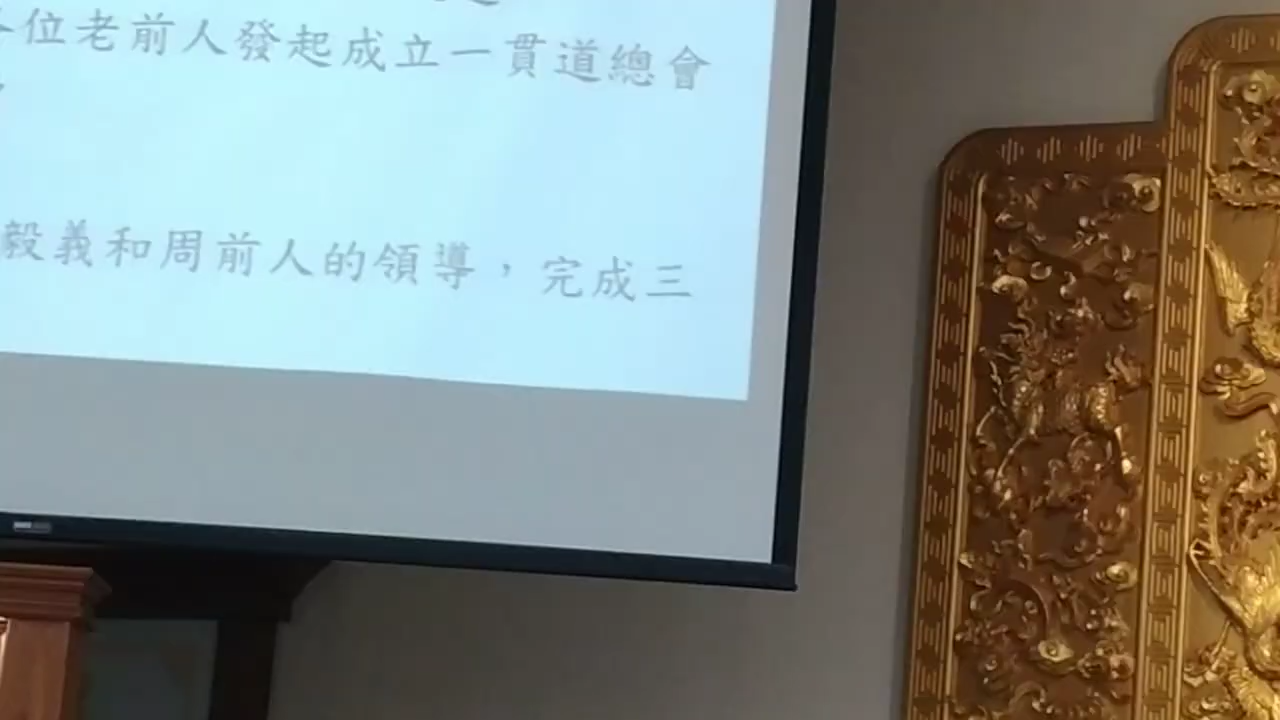 各位老前人發起成立一貫道總會
毅義和周前人的領導，完成三